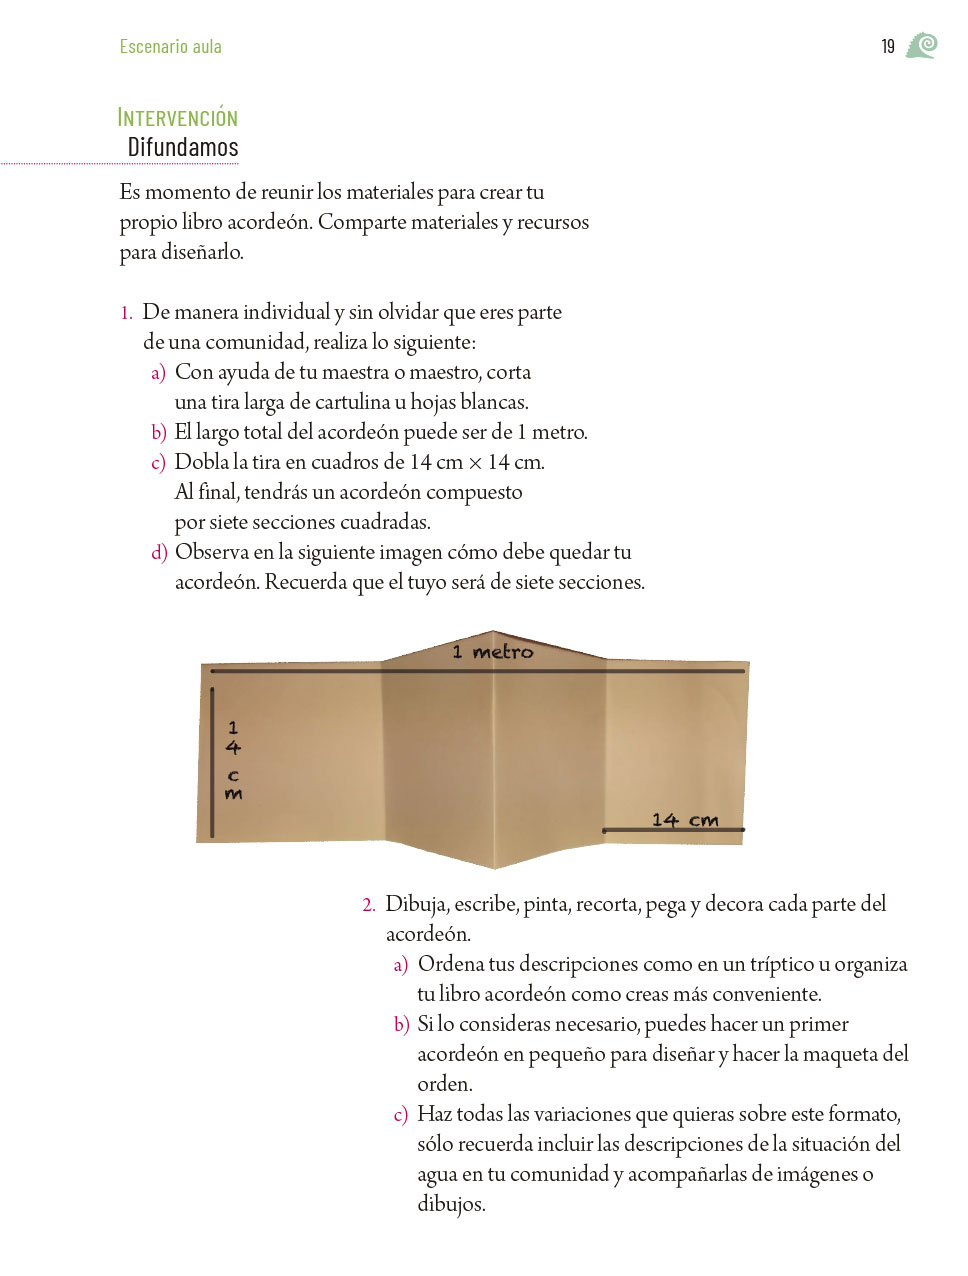 Escenario aula
19
Intervención
Difundamos
Es momento de reunir los materiales para crear tu
propio libro acordeón. Comparte materiales y recursos
para diseñarlo.
1. De manera individual y sin olvidar que eres parte
de una comunidad, realiza lo siguiente:
a) Con ayuda de tu maestra o maestro, corta
una tira larga de cartulina u hojas blancas.
b) El largo total del acordeón puede ser de 1 metro.
c) Dobla la tira en cuadros de 14 cm × 14 cm.
Al final, tendrás un acordeón compuesto
por siete secciones cuadradas.
d) Observa en la siguiente imagen cómo debe quedar tu
acordeón. Recuerda que el tuyo será de siete secciones.
1 metro
14 cm
14 cm
2. Dibuja, escribe, pinta, recorta, pega y decora cada parte del
acordeón.
a) Ordena tus descripciones como en un tríptico u organiza
tu libro acordeón como creas más conveniente.
b) Si lo consideras necesario, puedes hacer un primer
acordeón en pequeño para diseñar y hacer la maqueta del
orden.
c) Haz todas las variaciones que quieras sobre este formato,
sólo recuerda incluir las descripciones de la situación del
agua en tu comunidad y acompañarlas de imágenes o
dibujos.